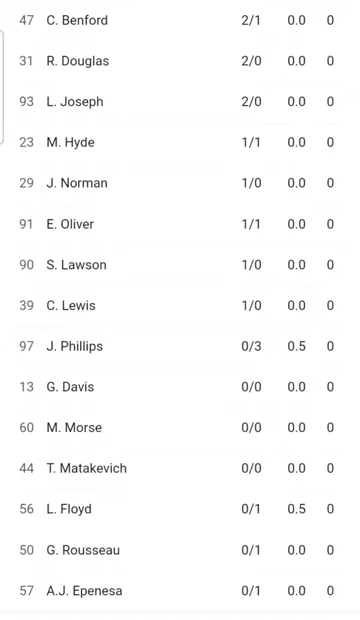 47 C. Benford 2/1 0.0 0
31 R. Douglas 2/0 0.0 0
93 L. Joseph 2/0 0.0 0
23 M. Hyde 1/1 0.0 0
29 J. Norman 1/0 0.0 0
91 E. Oliver 1/1 0.0 0
90 S. Lawson 1/0 0.0 0
39 C. Lewis 1/0 0.0 0
97 J. Phillips 0/3 0.5 0
13 G. Davis 0/0 0.0 0
60 M. Morse 0/0 0.0 0
44 T. Matakevich 0/0 0.0 0
56 L. Floyd 0/1 0.5 0
50 G. Rousseau 0/1 0.0 0
57 A.J. Epenesa 0/1 0.0 0